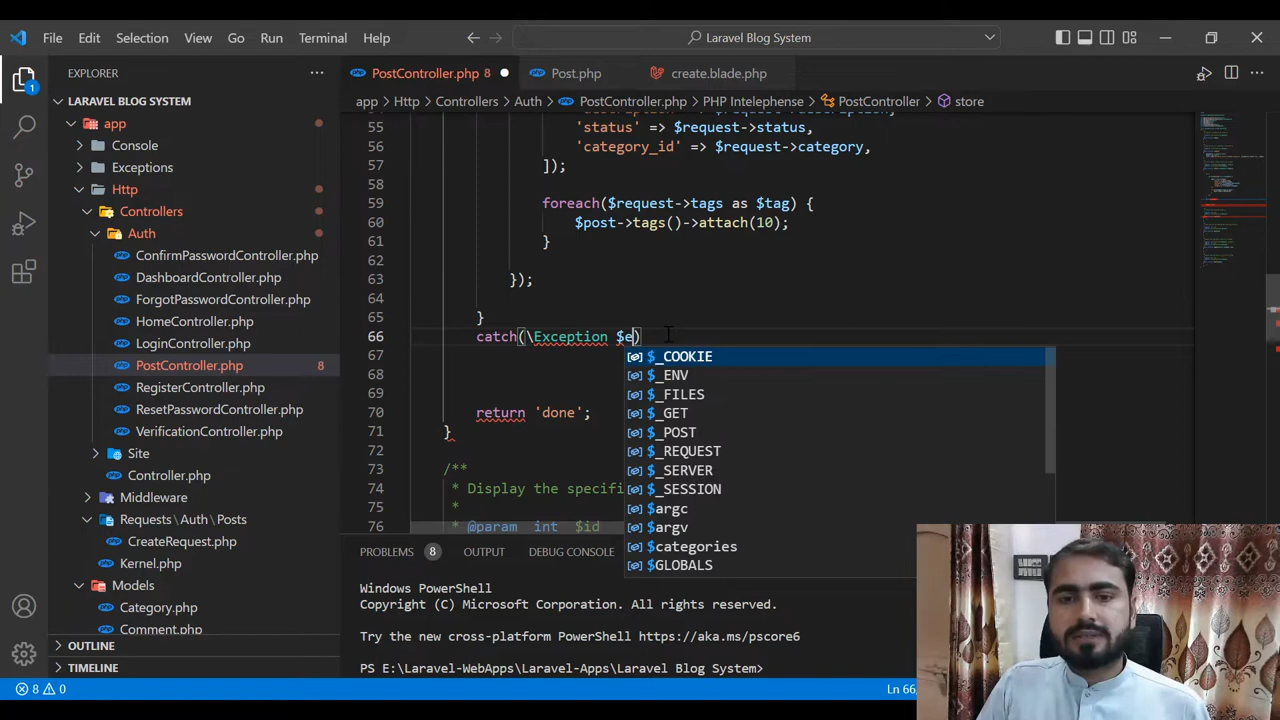 File Edit Selection View Go Run Terminal Help
Laravel Blog System
EXPLORER
PostController.php 8
Post.php
create.blade.php
LARAVEL BLOG SYSTEM
app > Http > Controllers > Auth > PostController.php > PHP Intelephense > PostController > store
app
Console
Exceptions
Http
Controllers
Auth
ConfirmPasswordController.php
DashboardController.php
ForgotPasswordController.php
HomeController.php
LoginController.php
PostController.php 8
RegisterController.php
ResetPasswordController.php
VerificationController.php
Site
Controller.php
Middleware
Requests\Auth\Posts
CreateRequest.php
Kernel.php
Models
Category.php
Comment.php
OUTLINE
TIMELINE
55 'status' => $request->status,
56 'category_id' => $request->category,
57 ]);
58
59 foreach($request->tags as $tag) {
60 $post->tags()->attach(10);
61 }
62
63 });
64
65 }
66 catch(\Exception $e)
67
68
69
70 return 'done';
71 }
72
73 /**
74 * Display the specifi
75 *
76 * @param int $id
$_COOKIE
$_ENV
$_FILES
$_GET
$_POST
$_REQUEST
$_SERVER
$_SESSION
$argc
$argv
$categories
$GLOBALS
PROBLEMS 8 OUTPUT DEBUG CONSOLE
Windows PowerShell
Copyright (C) Microsoft Corporation. All rights reserved.
Try the new cross-platform PowerShell https://aka.ms/pscore6
PS E:\Laravel-WebApps\Laravel-Apps\Laravel Blog System>
8 0
Ln 66,
1